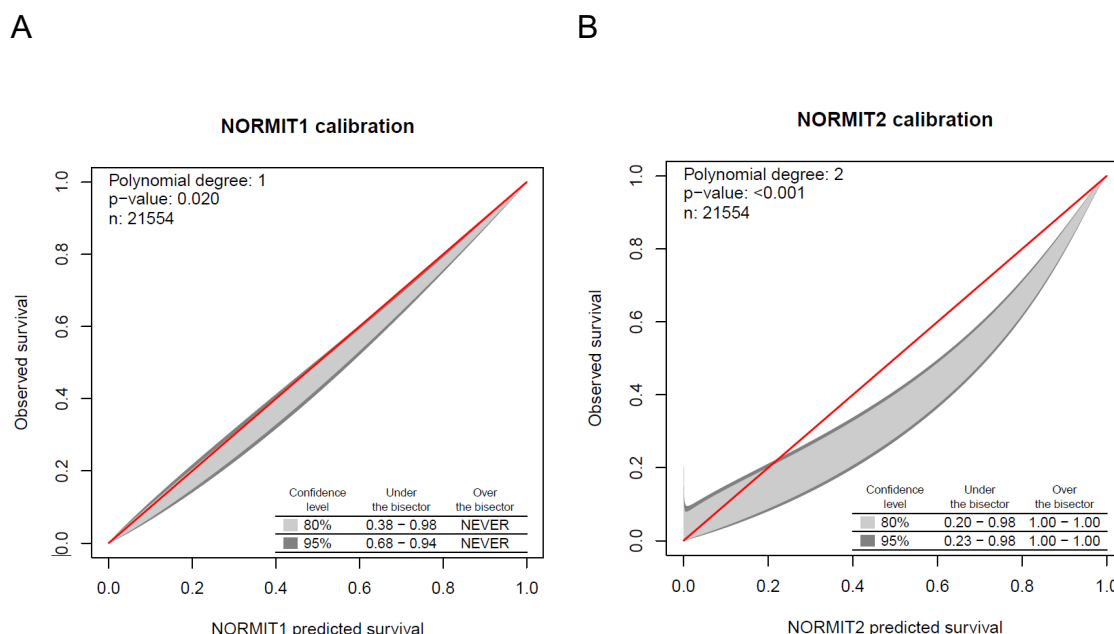 A
B
NORMIT1 calibration
Polynomial degree: 1
p−value: 0.020
n: 21554
Observed survival
1.0
0.8
0.6
0.4
0.2
0.0
Confidence level Under the bisector Over the bisector
80% 0.38 − 0.98 NEVER
95% 0.68 − 0.94 NEVER
0.0 0.2 0.4 0.6 0.8 1.0
NORMIT1 predicted survival
NORMIT2 calibration
Polynomial degree: 2
p−value: <0.001
n: 21554
Observed survival
1.0
0.8
0.6
0.4
0.2
0.0
Confidence level Under the bisector Over the bisector
80% 0.20 − 0.98 1.00 − 1.00
95% 0.23 − 0.98 1.00 − 1.00
0.0 0.2 0.4 0.6 0.8 1.0
NORMIT2 predicted survival